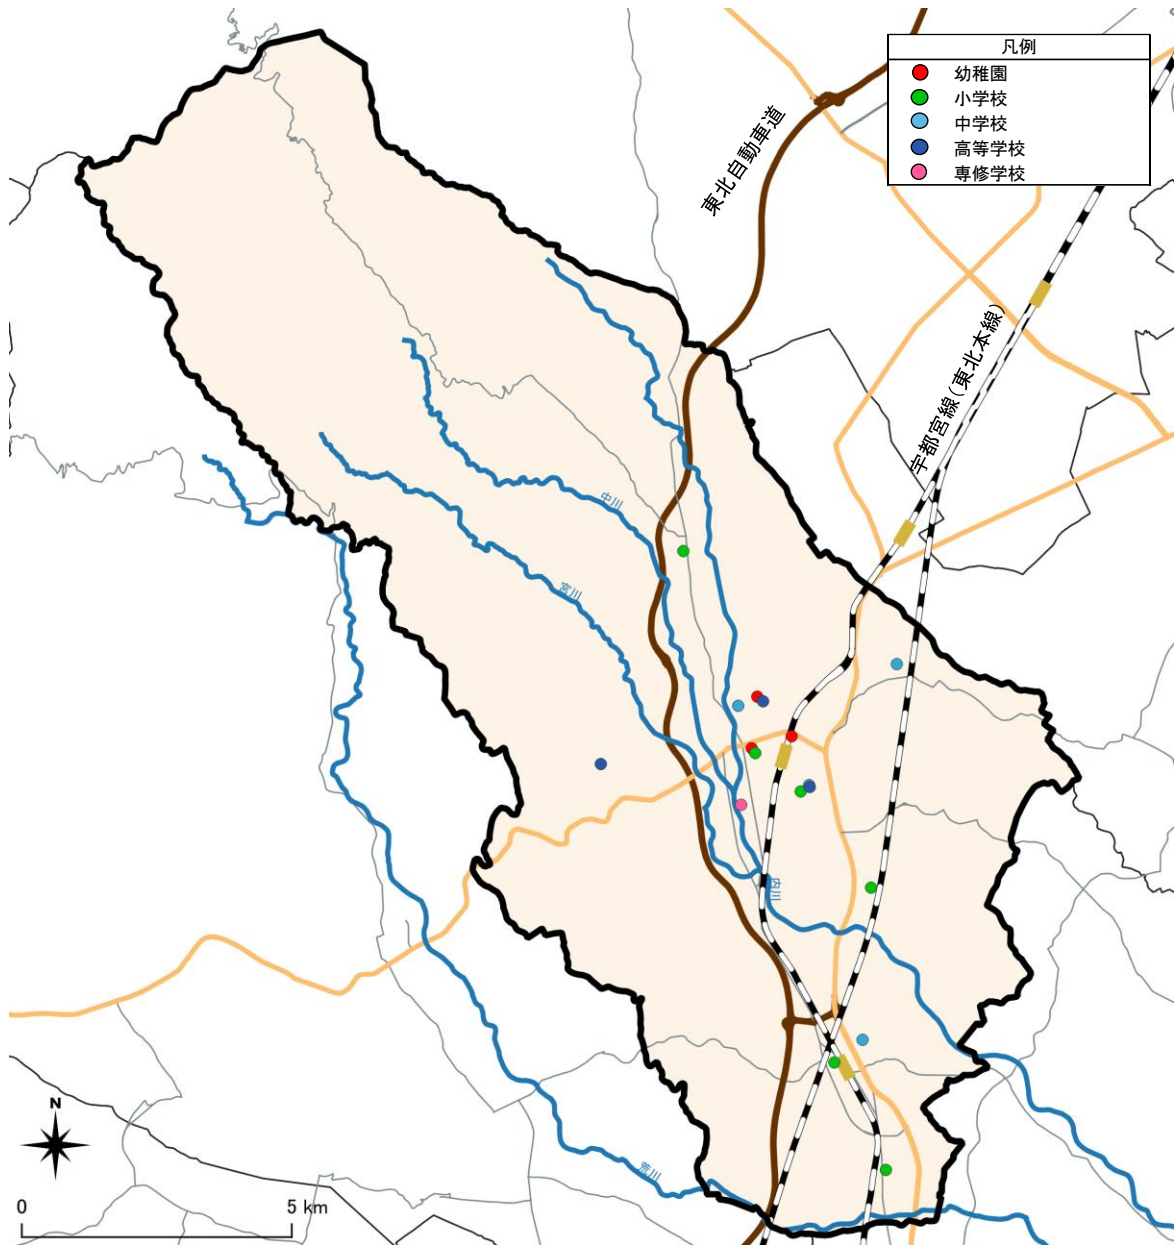 凡例
幼稚園
小学校
中学校
高等学校
専修学校
東北自動車道
宇都宮線(東北本線)
中川
宮川
内川
荒川
N
0
5 km